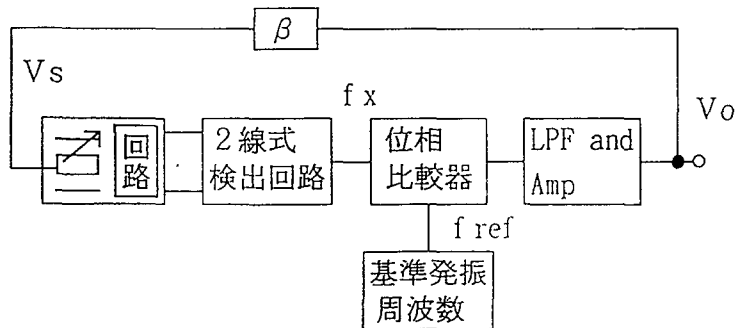 β
Vs
fx
Vo
回
路
2線式
検出回路
位相
比較器
LPF and
Amp
f ref
基準発振
周波数